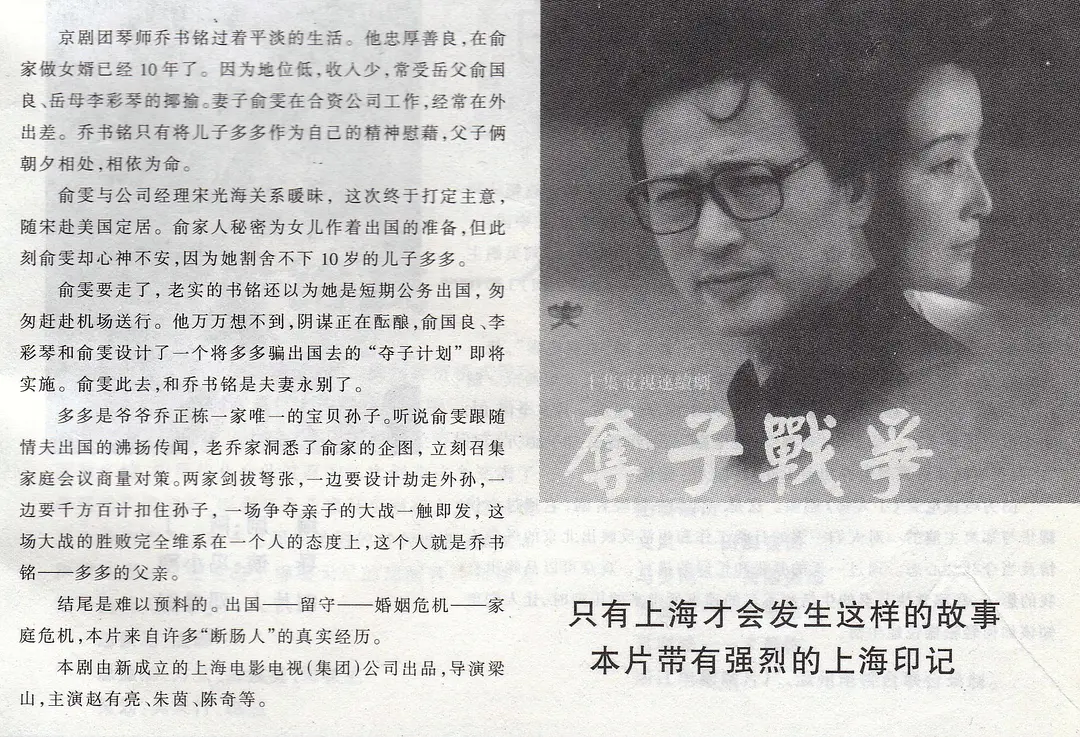 京剧团琴师乔书铭过着平淡的生活。他忠厚善良,在俞
家做女婿已经10年了。因为地位低,收入少,常受岳父俞国
良、岳母李彩琴的揶揄。妻子俞雯在合资公司工作,经常在外
出差。乔书铭只有将儿子多多作为自己的精神慰藉,父子俩
朝夕相处,相依为命。
俞雯与公司经理宋光海关系暖昧,这次终于打定主意,
随宋赴美国定居。俞家人秘密为女儿作着出国的准备,但此
刻俞雯却心神不安,因为她割舍不下10岁的儿子多多。
俞雯要走了,老实的书铭还以为她是短期公务出国,匆
匆赶赴机场送行。他万万想不到,阴谋正在酝酿,俞国良、李
彩琴和俞雯设计了一个将多多骗出国去的“夺子计划”即将
实施。俞雯此去,和乔书铭是夫妻永别了。
多多是爷爷乔正栋一家唯一的宝贝孙子。听说俞雯跟随
情夫出国的沸扬传闻,老乔家洞悉了俞家的企图,立刻召集
家庭会议商量对策。两家剑拔弩张,一边要设计劫走外孙,一
边要千方百计扣住孙子,一场争夺亲子的大战一触即发,这
场大战的胜败完全维系在一个人的态度上,这个人就是乔书
铭——多多的父亲。
结尾是难以预料的。出国——留守——婚姻危机——家
庭危机,本片来自许多“断肠人”的真实经历。
本剧由新成立的上海电影电视(集团)公司出品,导演梁
山,主演赵有亮、朱茵、陈奇等。
十集電視連續劇
奪子戰爭
只有上海才会发生这样的故事
本片带有强烈的上海印记